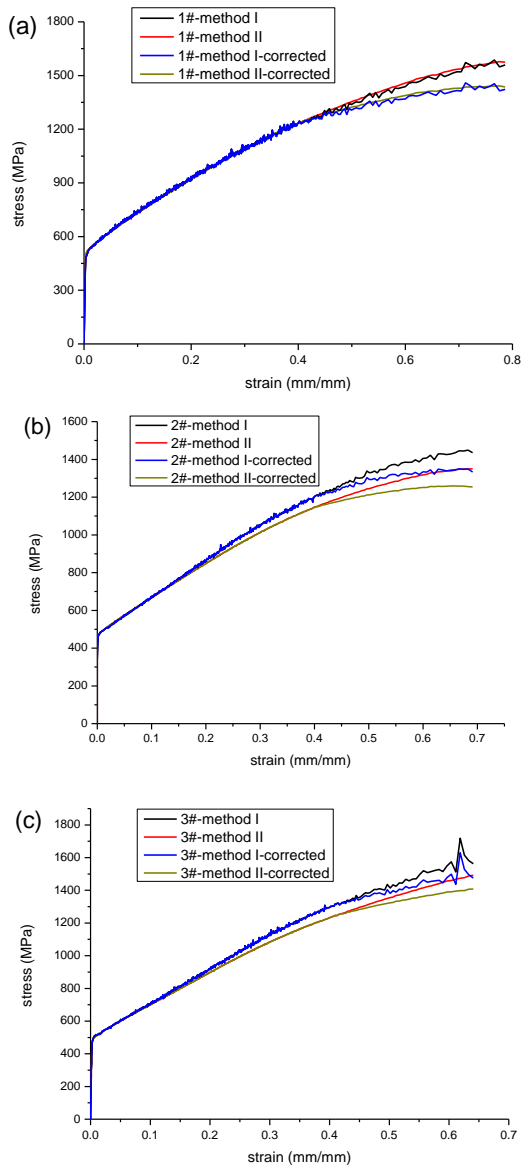 (a)
1#-method I
1#-method II
1#-method I-corrected
1#-method II-corrected
1800
1500
1200
900
600
300
0
stress (MPa)
0.0 0.2 0.4 0.6 0.8
strain (mm/mm)
(b)
2#-method I
2#-method II
2#-method I-corrected
2#-method II-corrected
1600
1400
1200
1000
800
600
400
200
0
stress (MPa)
0.0 0.1 0.2 0.3 0.4 0.5 0.6 0.7
strain (mm/mm)
(c)
3#-method I
3#-method II
3#-method I-corrected
3#-method II-corrected
1800
1600
1400
1200
1000
800
600
400
200
0
stress (MPa)
0.0 0.1 0.2 0.3 0.4 0.5 0.6 0.7
strain (mm/mm)